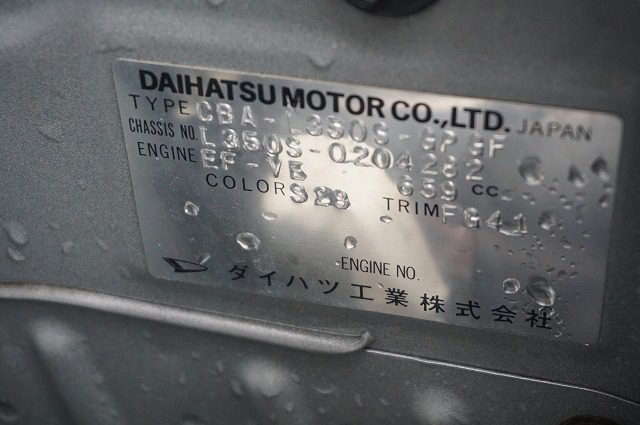 DAIHATSU MOTOR CO.,LTD. JAPAN
TYPE CBA-L350S-GPGF
CHASSIS NO. L350S-0204282
ENGINE EF-VE 659 CC
COLOR S28 TRIM FG41
ENGINE NO.
ダイハツ工業株式会社